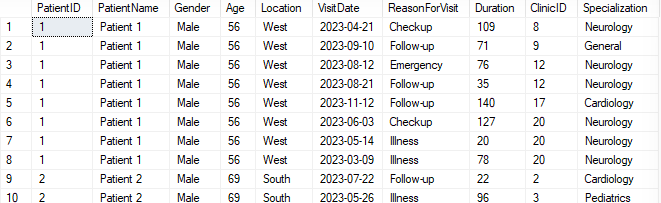 PatientID PatientName Gender Age Location VisitDate ReasonForVisit Duration ClinicID Specialization
1 1 Patient 1 Male 56 West 2023-04-21 Checkup 109 8 Neurology
2 1 Patient 1 Male 56 West 2023-09-10 Follow-up 71 9 General
3 1 Patient 1 Male 56 West 2023-08-12 Emergency 76 12 Neurology
4 1 Patient 1 Male 56 West 2023-08-21 Follow-up 35 12 Neurology
5 1 Patient 1 Male 56 West 2023-11-12 Follow-up 140 17 Cardiology
6 1 Patient 1 Male 56 West 2023-06-03 Checkup 127 20 Neurology
7 1 Patient 1 Male 56 West 2023-05-14 Illness 20 20 Neurology
8 1 Patient 1 Male 56 West 2023-03-09 Illness 78 20 Neurology
9 2 Patient 2 Male 69 South 2023-07-22 Follow-up 22 2 Cardiology
10 2 Patient 2 Male 69 South 2023-05-26 Illness 96 3 Pediatrics